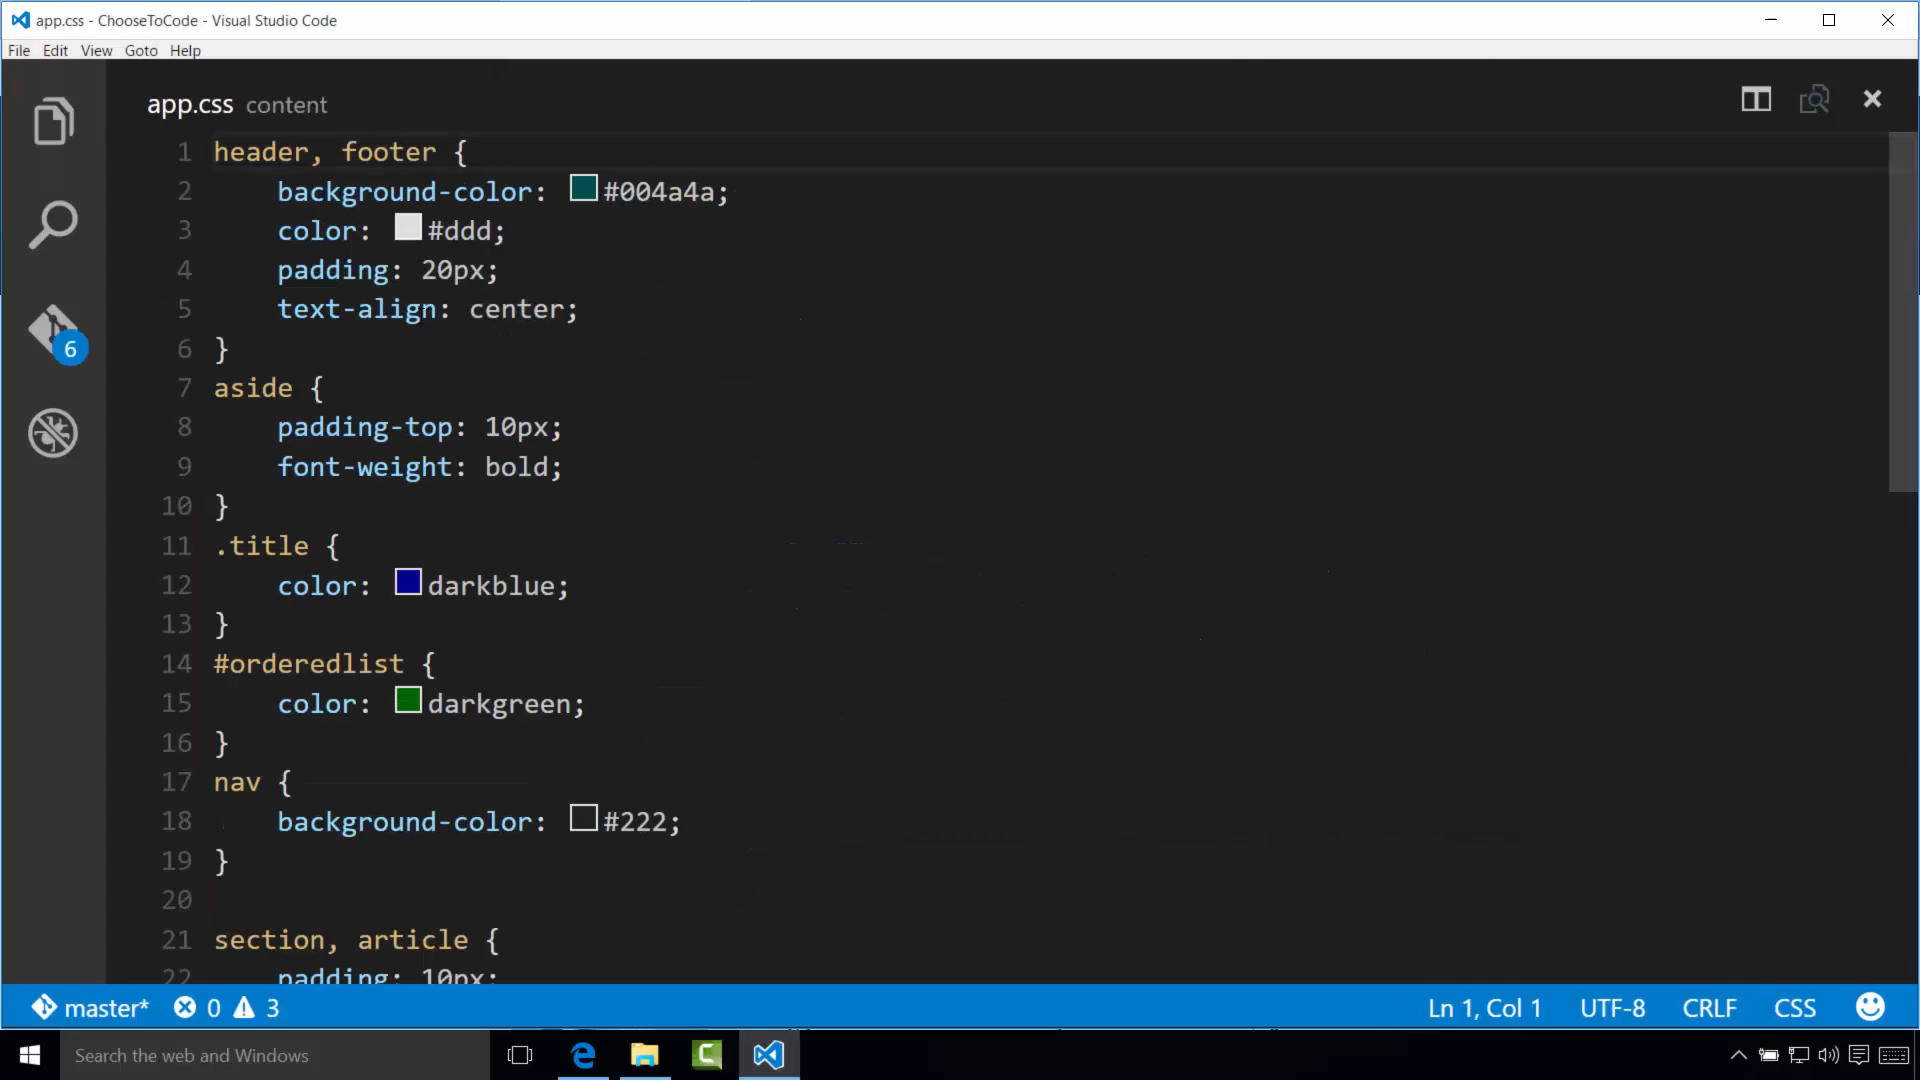 app.css - ChooseToCode - Visual Studio Code
File Edit View Goto Help
app.css content
1 header, footer {
2     background-color: #004a4a;
3     color: #ddd;
4     padding: 20px;
5     text-align: center;
6 }
7 aside {
8     padding-top: 10px;
9     font-weight: bold;
10 }
11 .title {
12     color: darkblue;
13 }
14 #orderedlist {
15     color: darkgreen;
16 }
17 nav {
18     background-color: #222;
19 }
20
21 section, article {
22     padding: 10px;
6
master* 0 3
Ln 1, Col 1 UTF-8 CRLF CSS
Search the web and Windows